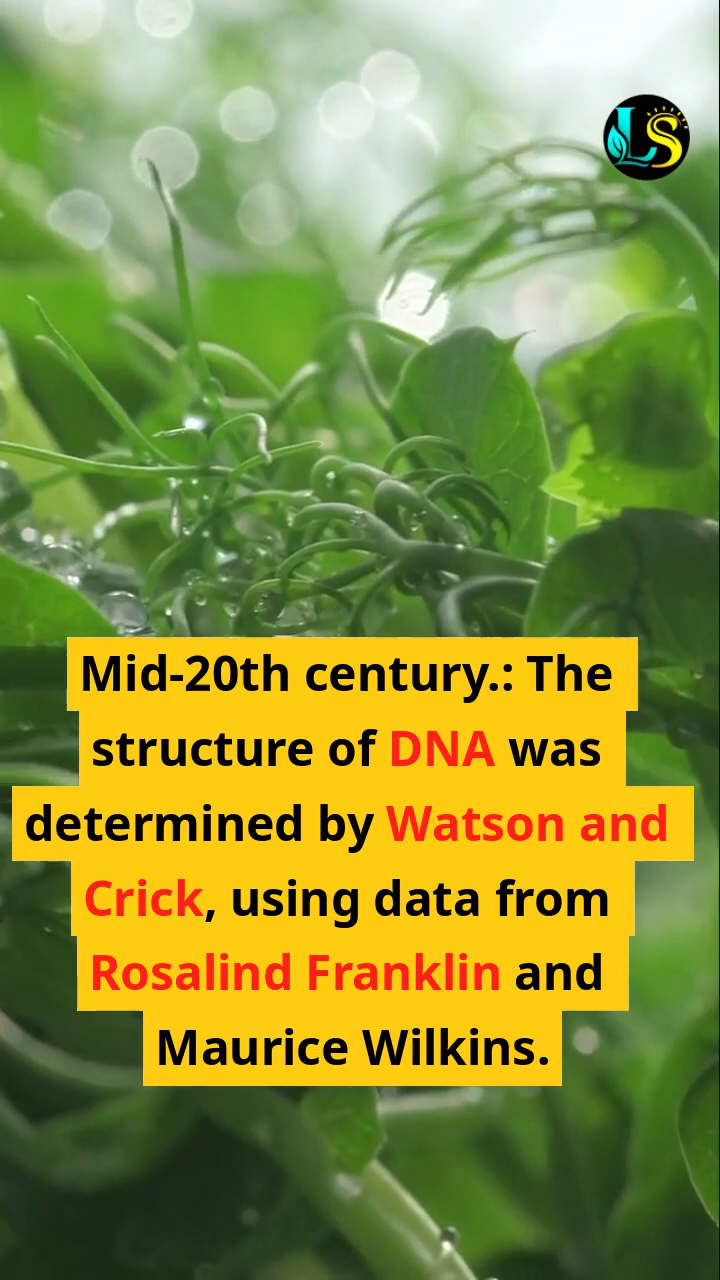 LS
Mid-20th century.: The
structure of DNA was
determined by Watson and
Crick, using data from
Rosalind Franklin and
Maurice Wilkins.